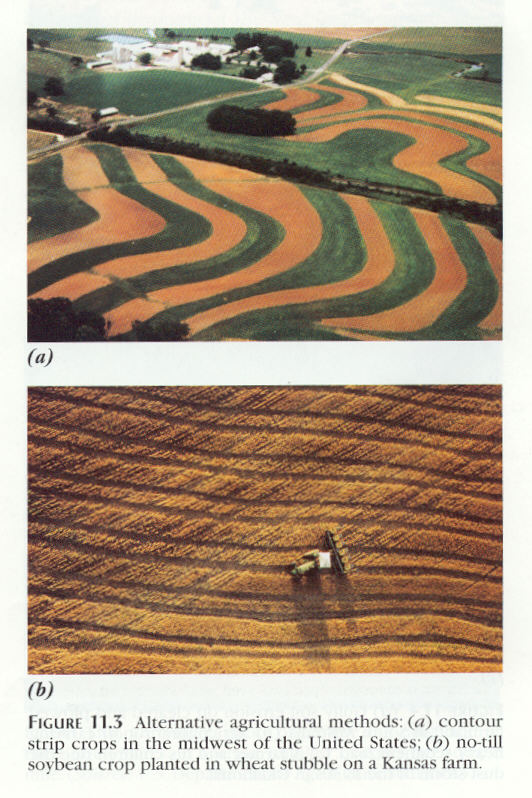 (a)
(b)
FIGURE 11.3 Alternative agricultural methods: (a) contour
strip crops in the midwest of the United States; (b) no-till
soybean crop planted in wheat stubble on a Kansas farm.